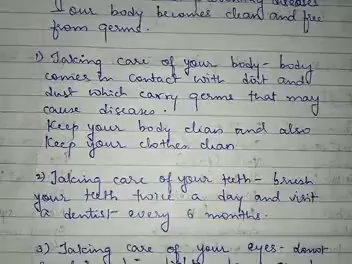 diseases
Your body becomes clean and free
from germs.
1) Taking care of your body - body
comes in contact with dirt and
dust which carry germs that may
cause diseases.
Keep your body clean and also
Keep your clothes clean
2) Taking care of your teeth - brush
your teeth twice a day and visit
a dentist every 6 months.
3) Taking care of your eyes - donot